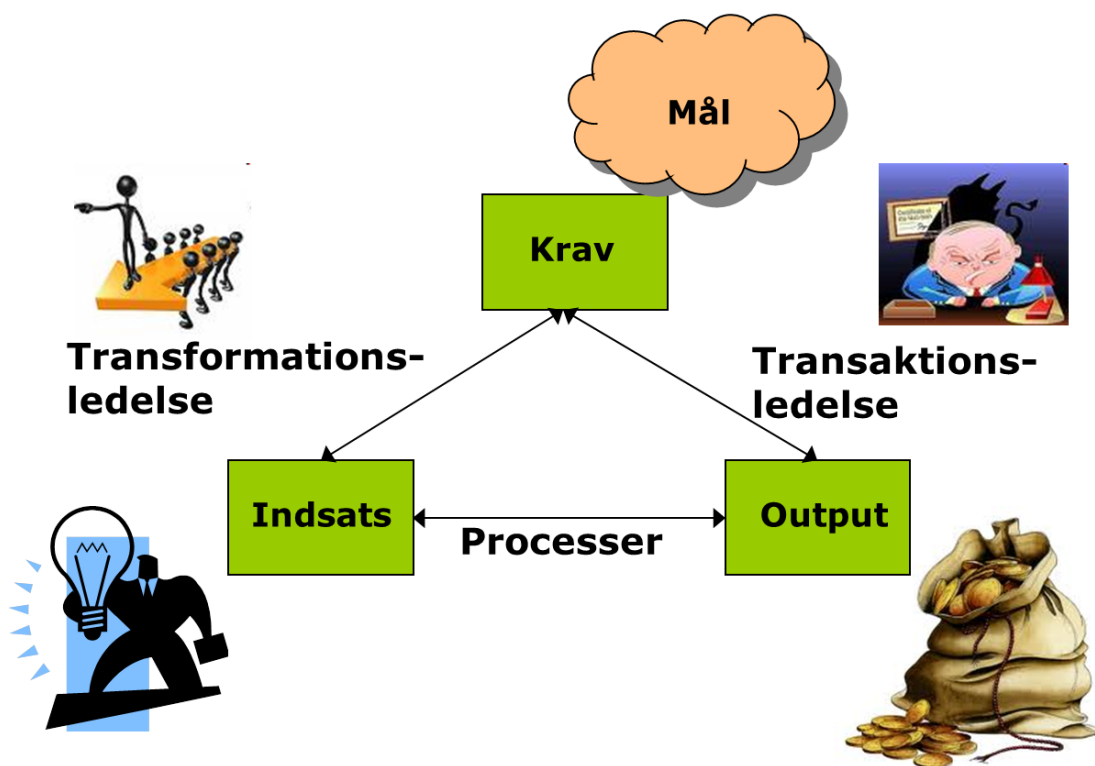 Mål
Krav
Transformations-
ledelse
Transaktions-
ledelse
Indsats
Processer
Output